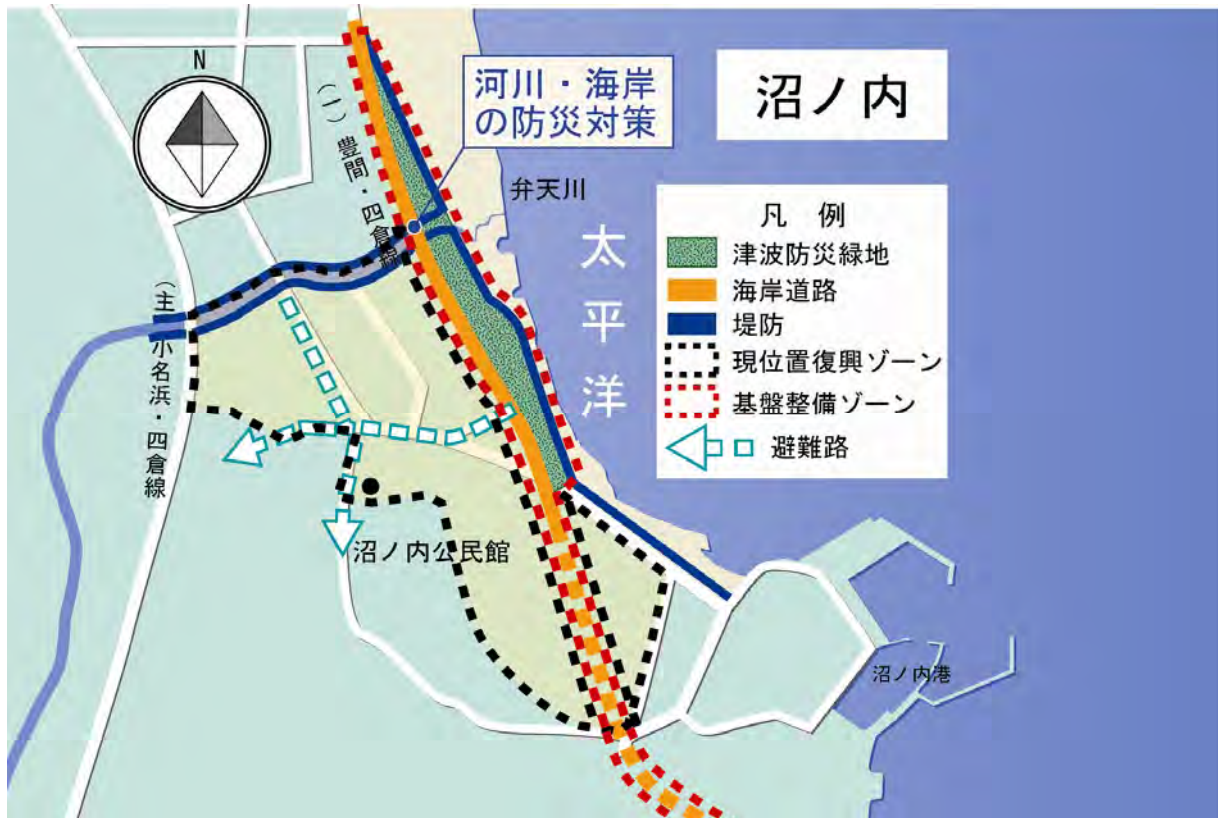 N
河川・海岸
の防災対策
沼ノ内
(一)豊間・四倉線
弁天川
太平洋
凡 例
津波防災緑地
海岸道路
堤防
現位置復興ゾーン
基盤整備ゾーン
避難路
(主 小名浜・四倉線
沼ノ内公民館
沼ノ内港